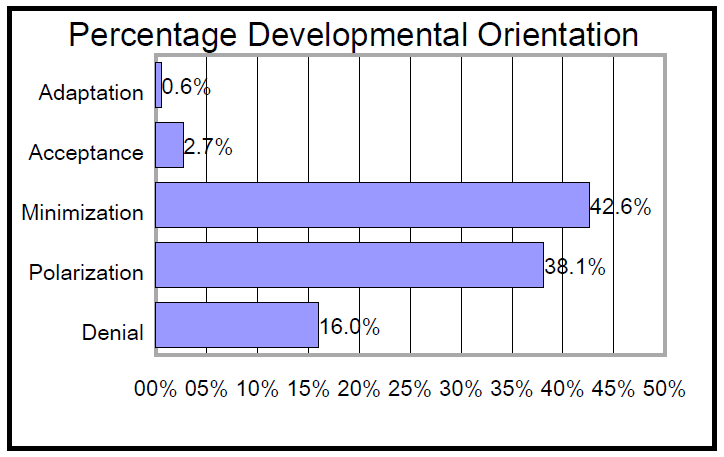 Percentage Developmental Orientation
Adaptation 0.6%
Acceptance 2.7%
Minimization 42.6%
Polarization 38.1%
Denial 16.0%
00% 05% 10% 15% 20% 25% 30% 35% 40% 45% 50%